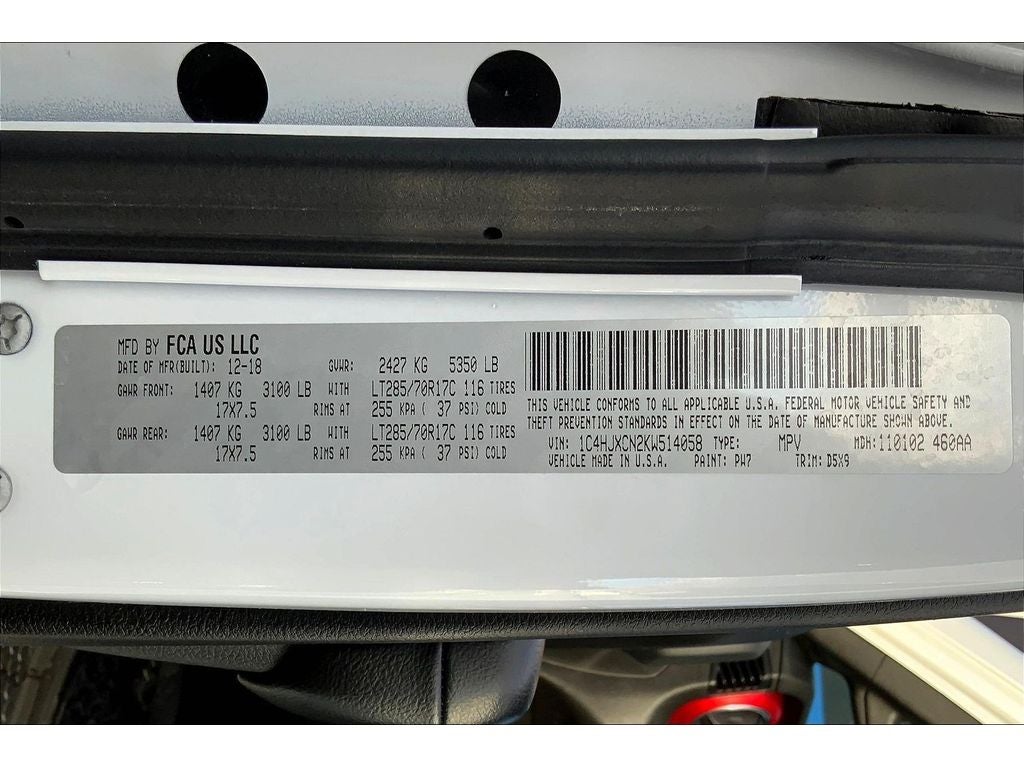 MFD BY FCA US LLC
DATE OF MFR(BUILT): 12-18 GVWR: 2427 KG 5350 LB
GAWR FRONT: 1407 KG 3100 LB WITH LT285/70R17C 116 TIRES
17X7.5 RIMS AT 255 KPA ( 37 PSI) COLD
GAWR REAR: 1407 KG 3100 LB WITH LT285/70R17C 116 TIRES
17X7.5 RIMS AT 255 KPA ( 37 PSI) COLD
THIS VEHICLE CONFORMS TO ALL APPLICABLE U.S.A. FEDERAL MOTOR VEHICLE SAFETY AND
THEFT PREVENTION STANDARDS IN EFFECT ON THE DATE OF MANUFACTURE SHOWN ABOVE.
VIN: 1C4HJXCN2KW514058 TYPE: MPV MDH: 110102 460AA
VEHICLE MADE IN U.S.A. PAINT: PW7 TRIM: D5X9